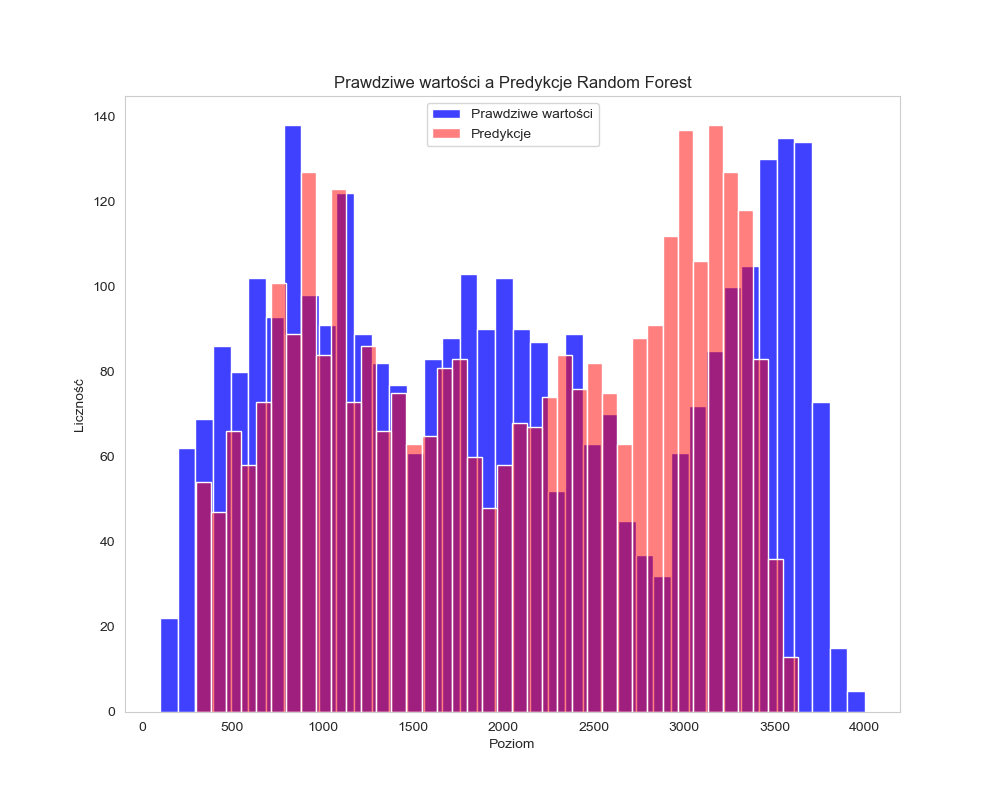 Prawdziwe wartości a Predykcje Random Forest
Prawdziwe wartości
Predykcje
140
120
100
80
60
40
20
0
Liczność
0 500 1000 1500 2000 2500 3000 3500 4000
Poziom